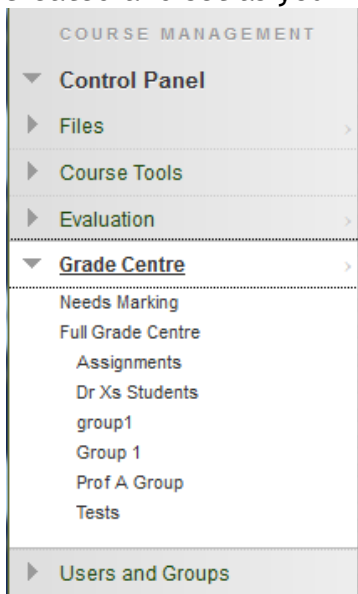 COURSE MANAGEMENT
Control Panel
Files
Course Tools
Evaluation
Grade Centre
Needs Marking
Full Grade Centre
Assignments
Dr Xs Students
group1
Group 1
Prof A Group
Tests
Users and Groups